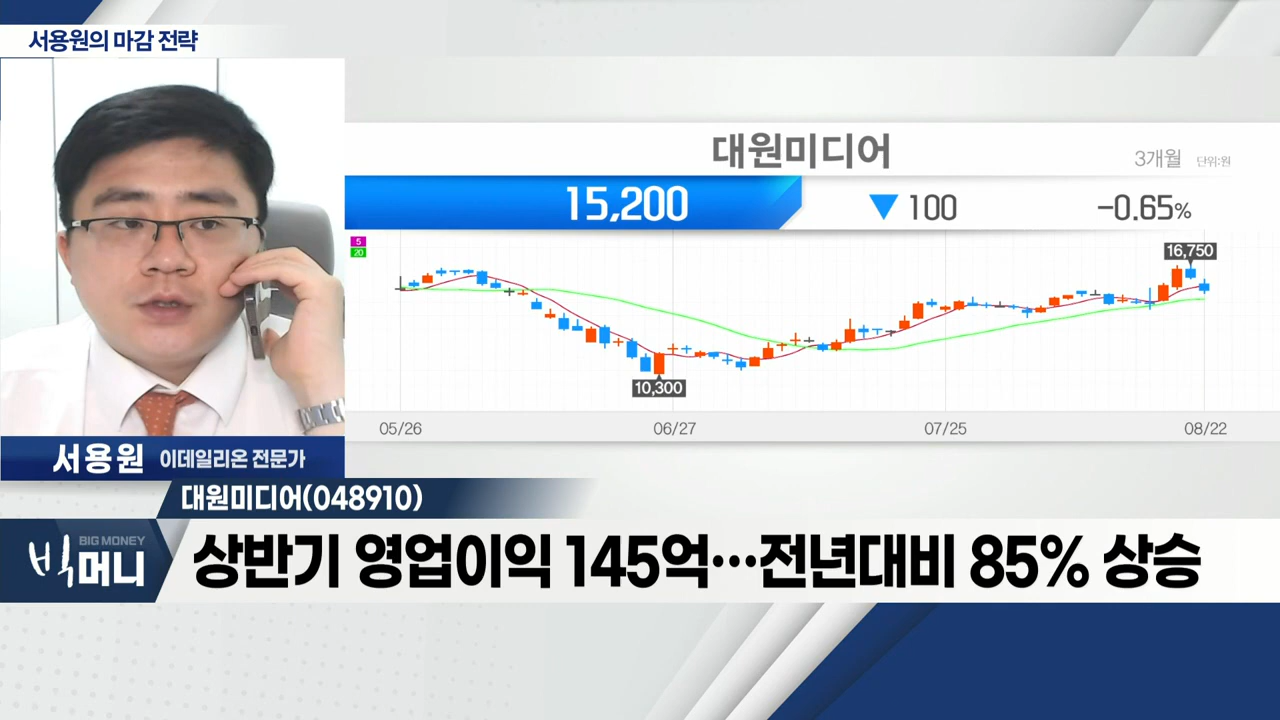 서용원의 마감 전략
대원미디어
3개월 단위:원
15,200 ▼ 100 -0.65%
5
20
16,750
10,300
05/26 06/27 07/25 08/22
서용원 이데일리온 전문가
대원미디어(048910)
BIG MONEY
빅머니
상반기 영업이익 145억…전년대비 85% 상승